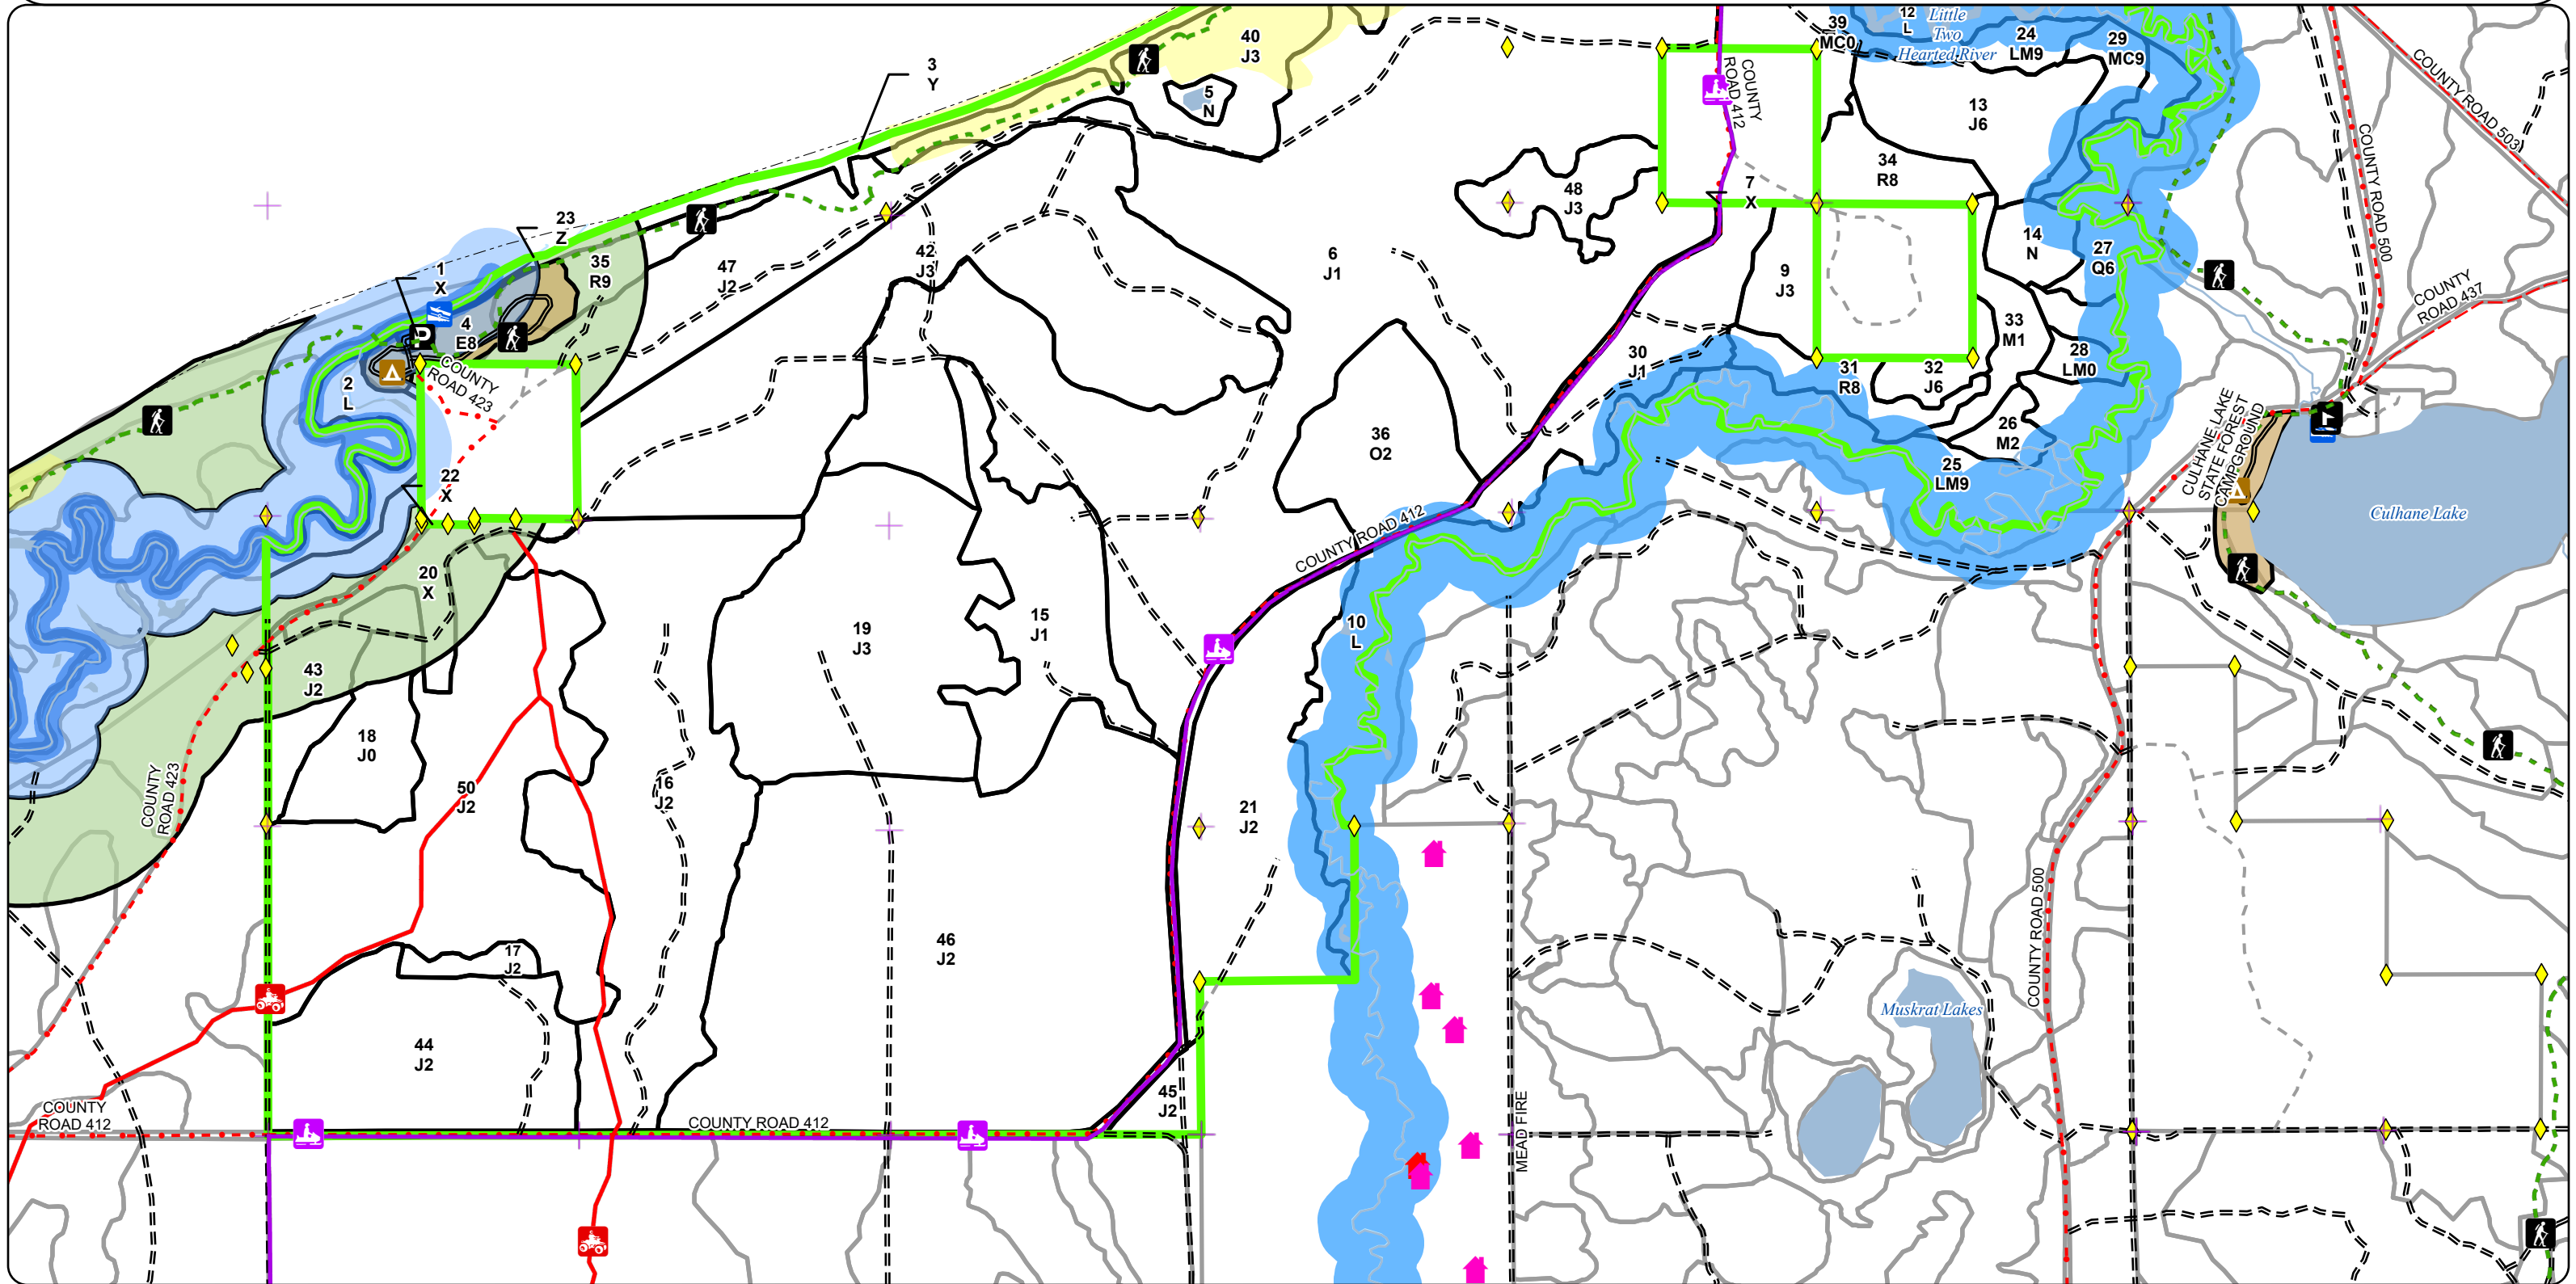 40
J3
3
Y
5
N
39
MC0
12
L
Little
Two
Hearted River
24
LM9
29
MC9
COUNTY ROAD 503
COUNTY
ROAD 412
13
J6
COUNTY ROAD 500
34
R8
48
J3
7
X
23
Z
42
J3
6
J1
14
N
27
Q6
35
R9
47
J2
9
J3
1
X
COUNTY
ROAD 437
P
4
E8
33
M1
30
J1
28
LM0
31
R8
32
J6
COUNTY
ROAD 423
2
L
36
O2
26
M2
CULHANE LAKE
STATE FOREST
CAMPGROUND
25
LM9
22
X
COUNTY ROAD 412
Culhane Lake
20
X
15
J1
19
J3
10
L
43
J2
18
J0
COUNTY
ROAD 423
50
J2
16
J2
21
J2
46
J2
17
J2
COUNTY ROAD 500
Muskrat Lakes
44
J2
45
J2
COUNTY
ROAD 412
COUNTY ROAD 412
MEAD FIRE